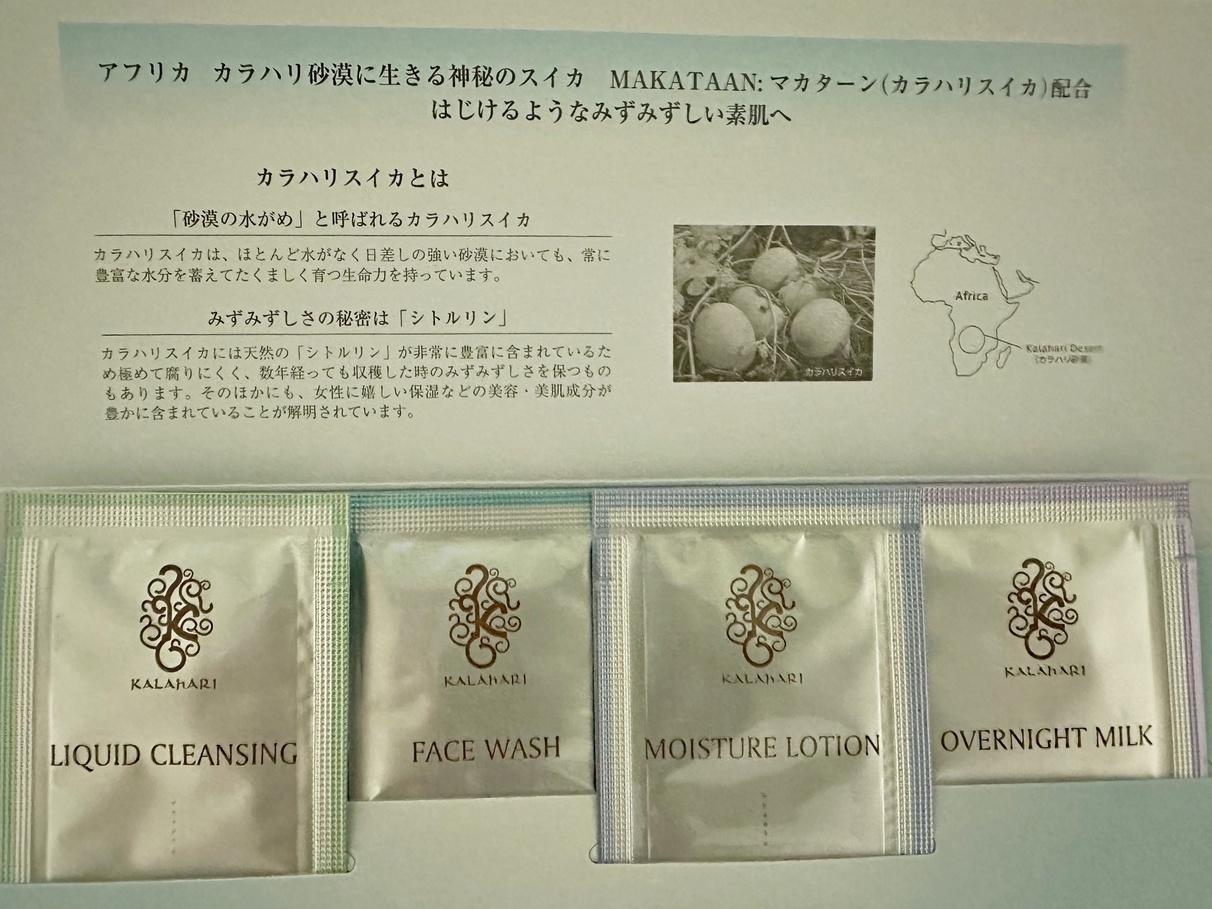 アフリカ カラハリ砂漠に生きる神秘のスイカ MAKATAAN: マカターン(カラハリスイカ)配合
はじけるようなみずみずしい素肌へ
カラハリスイカとは
「砂漠の水がめ」と呼ばれるカラハリスイカ
カラハリスイカは、ほとんど水がなく日差しの強い砂漠においても、常に
豊富な水分を蓄えてたくましく育つ生命力を持っています。
みずみずしさの秘密は「シトルリン」
カラハリスイカには天然の「シトルリン」が非常に豊富に含まれているた
め極めて腐りにくく、数年経っても収穫した時のみずみずしさを保つもの
もあります。そのほかにも、女性に嬉しい保湿などの美容・美肌成分が
豊かに含まれていることが解明されています。
カラハリスイカ
Africa
Kalahari Desert
(カラハリ砂漠)
KALAHARI
LIQUID CLEANSING
KALAHARI
FACE WASH
KALAHARI
MOISTURE LOTION
KALAHARI
OVERNIGHT MILK